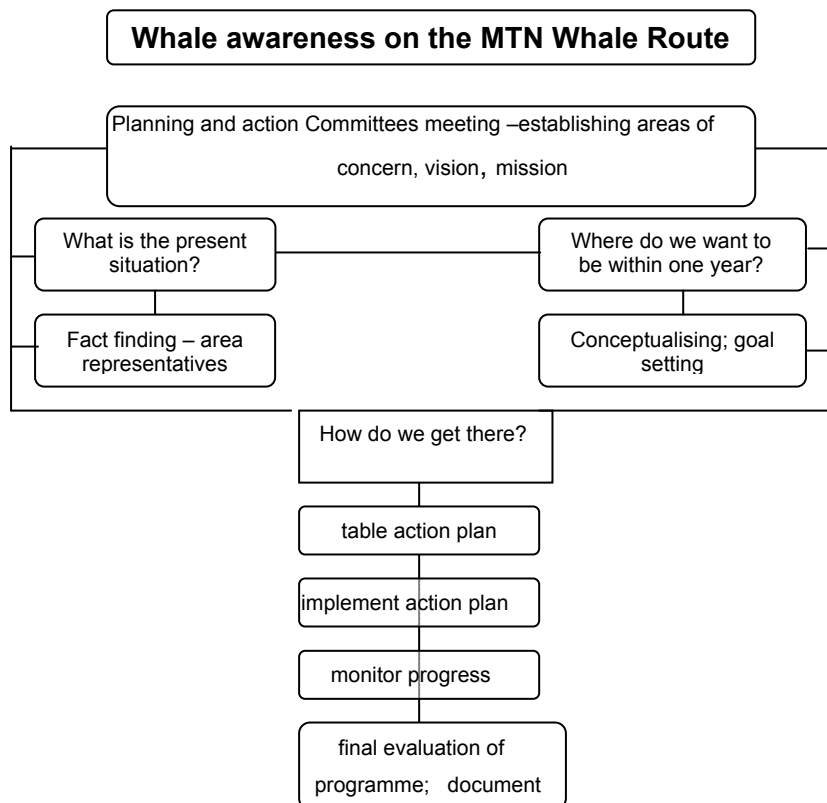 Whale awareness on the MTN Whale Route
Planning and action Committees meeting –establishing areas of
concern, vision, mission
What is the present
situation?
Where do we want to
be within one year?
Fact finding – area
representatives
Conceptualising; goal
setting
How do we get there?
table action plan
implement action plan
monitor progress
final evaluation of
programme; document